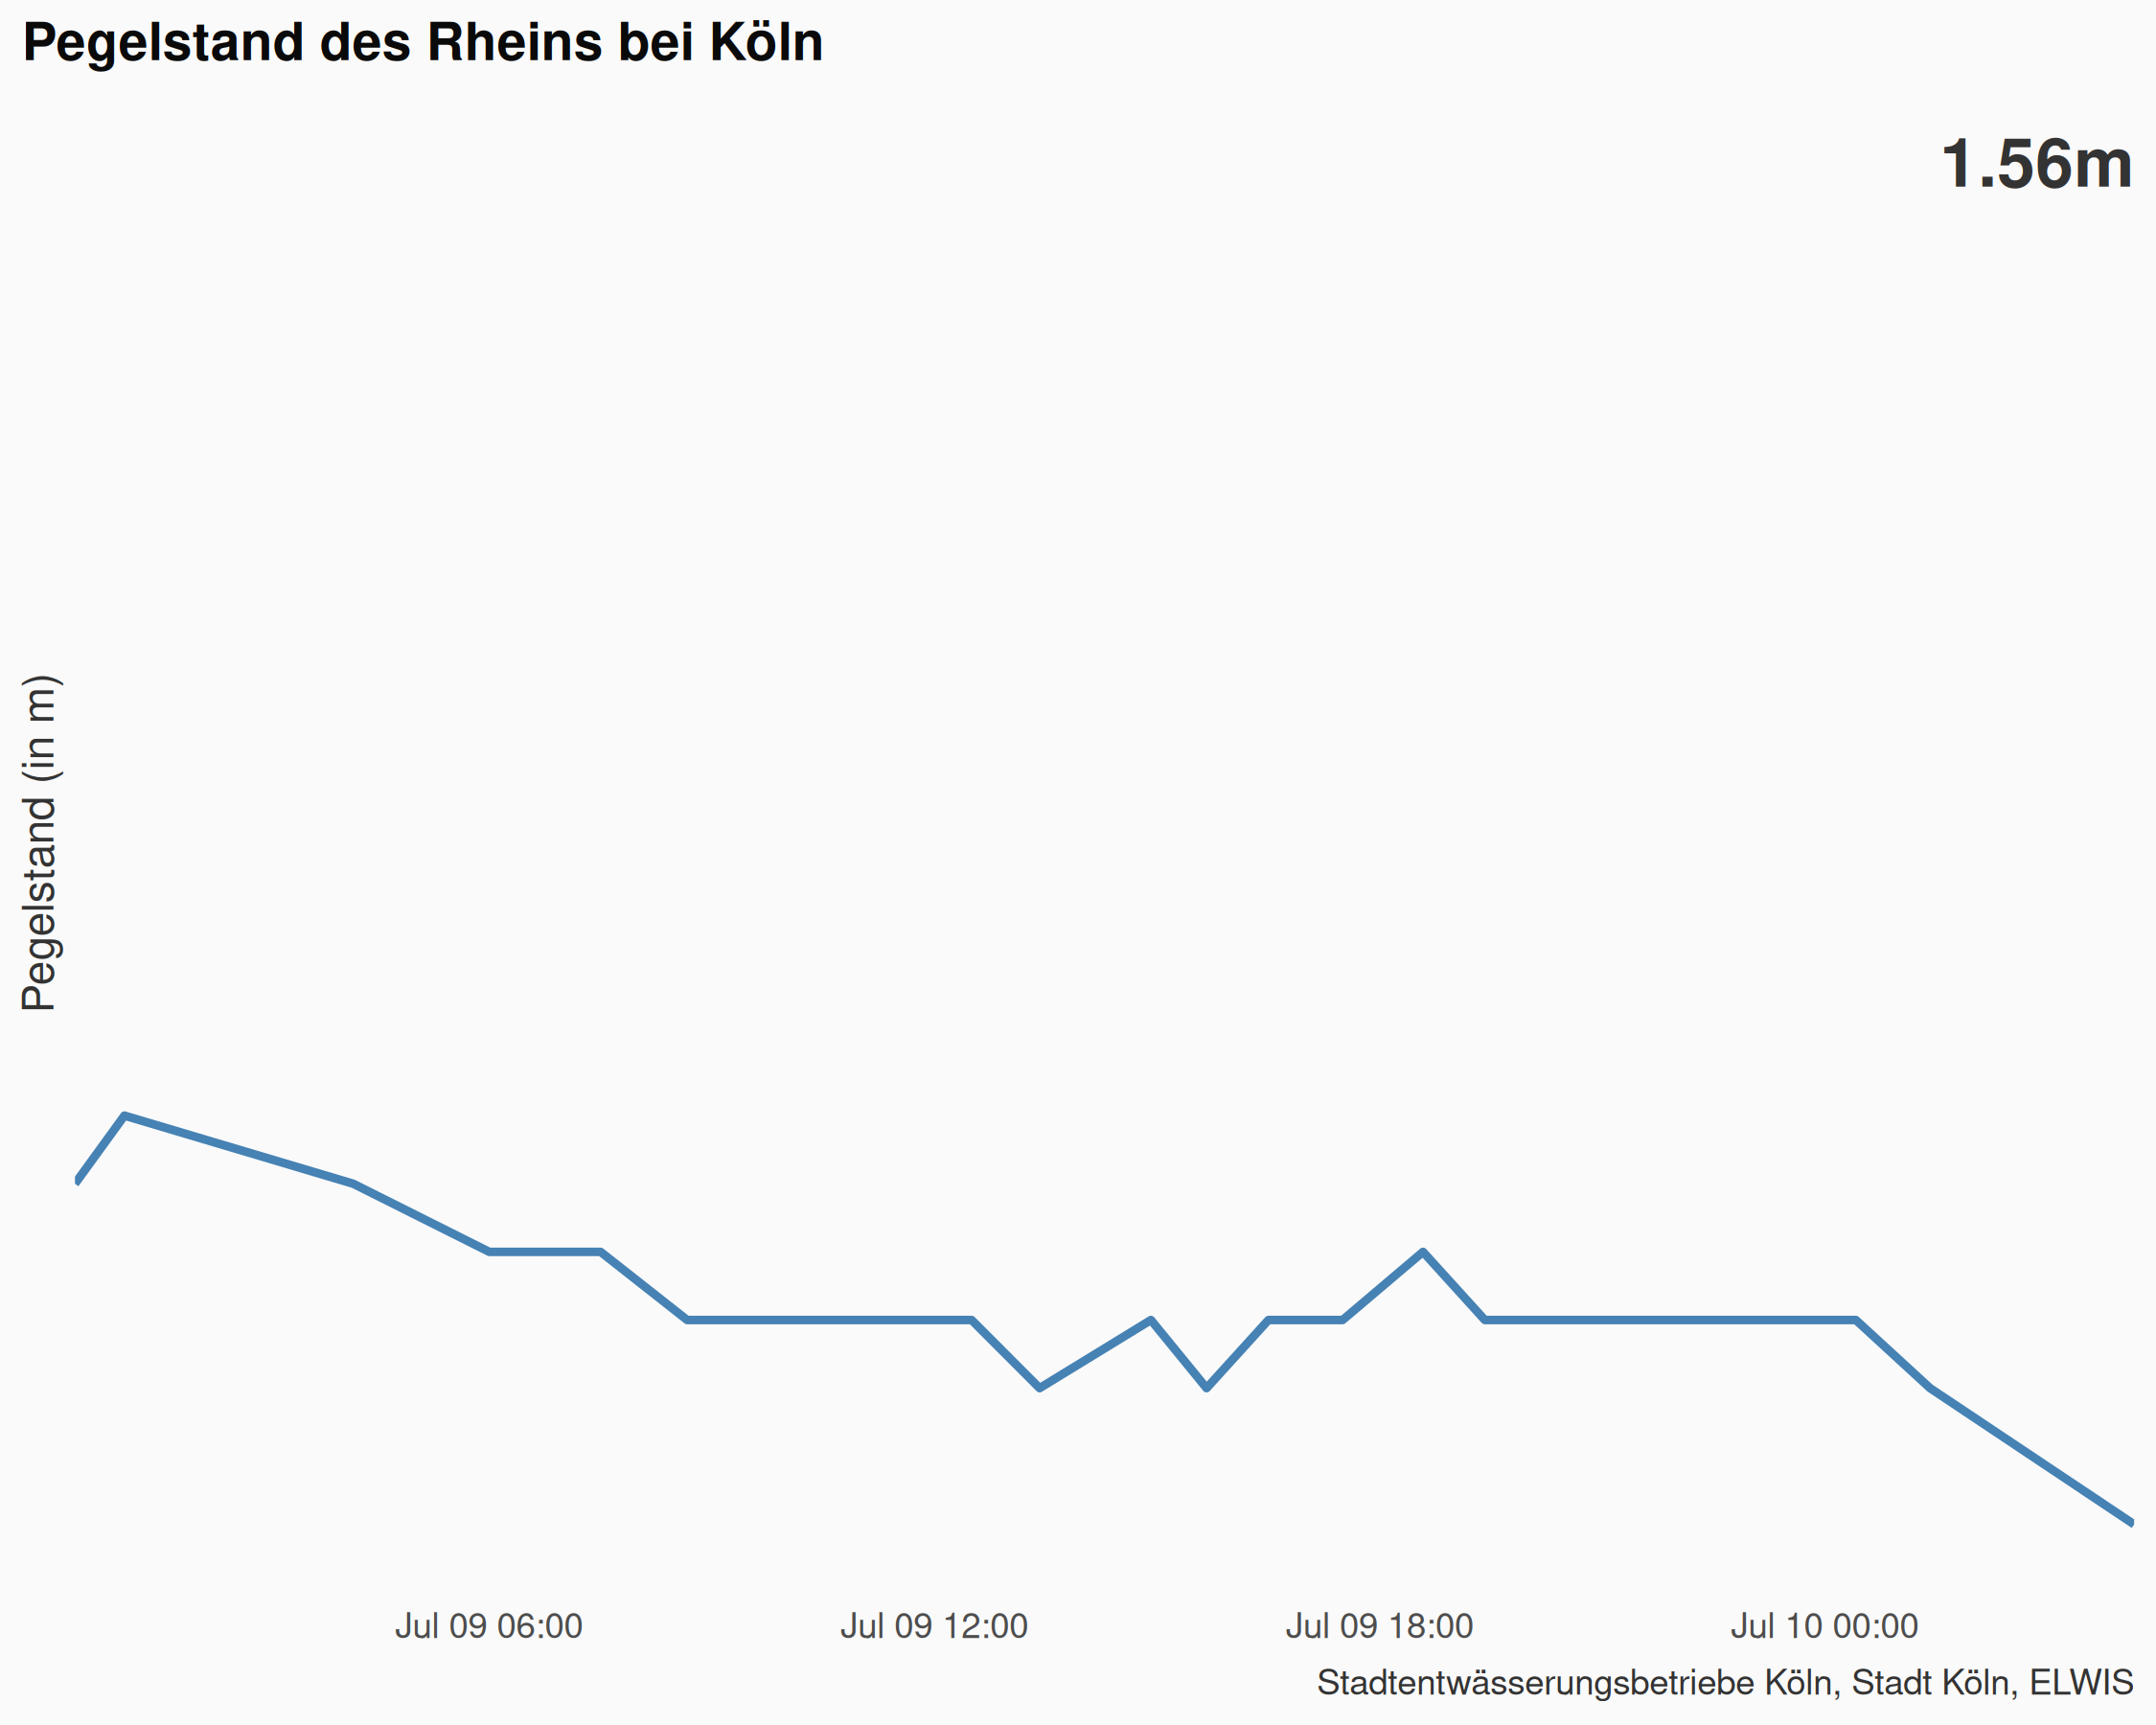 Pegelstand des Rheins bei Köln
1.56m
Pegelstand (in m)
Jul 09 06:00
Jul 09 12:00
Jul 09 18:00
Jul 10 00:00
Stadtentwässerungsbetriebe Köln, Stadt Köln, ELWIS